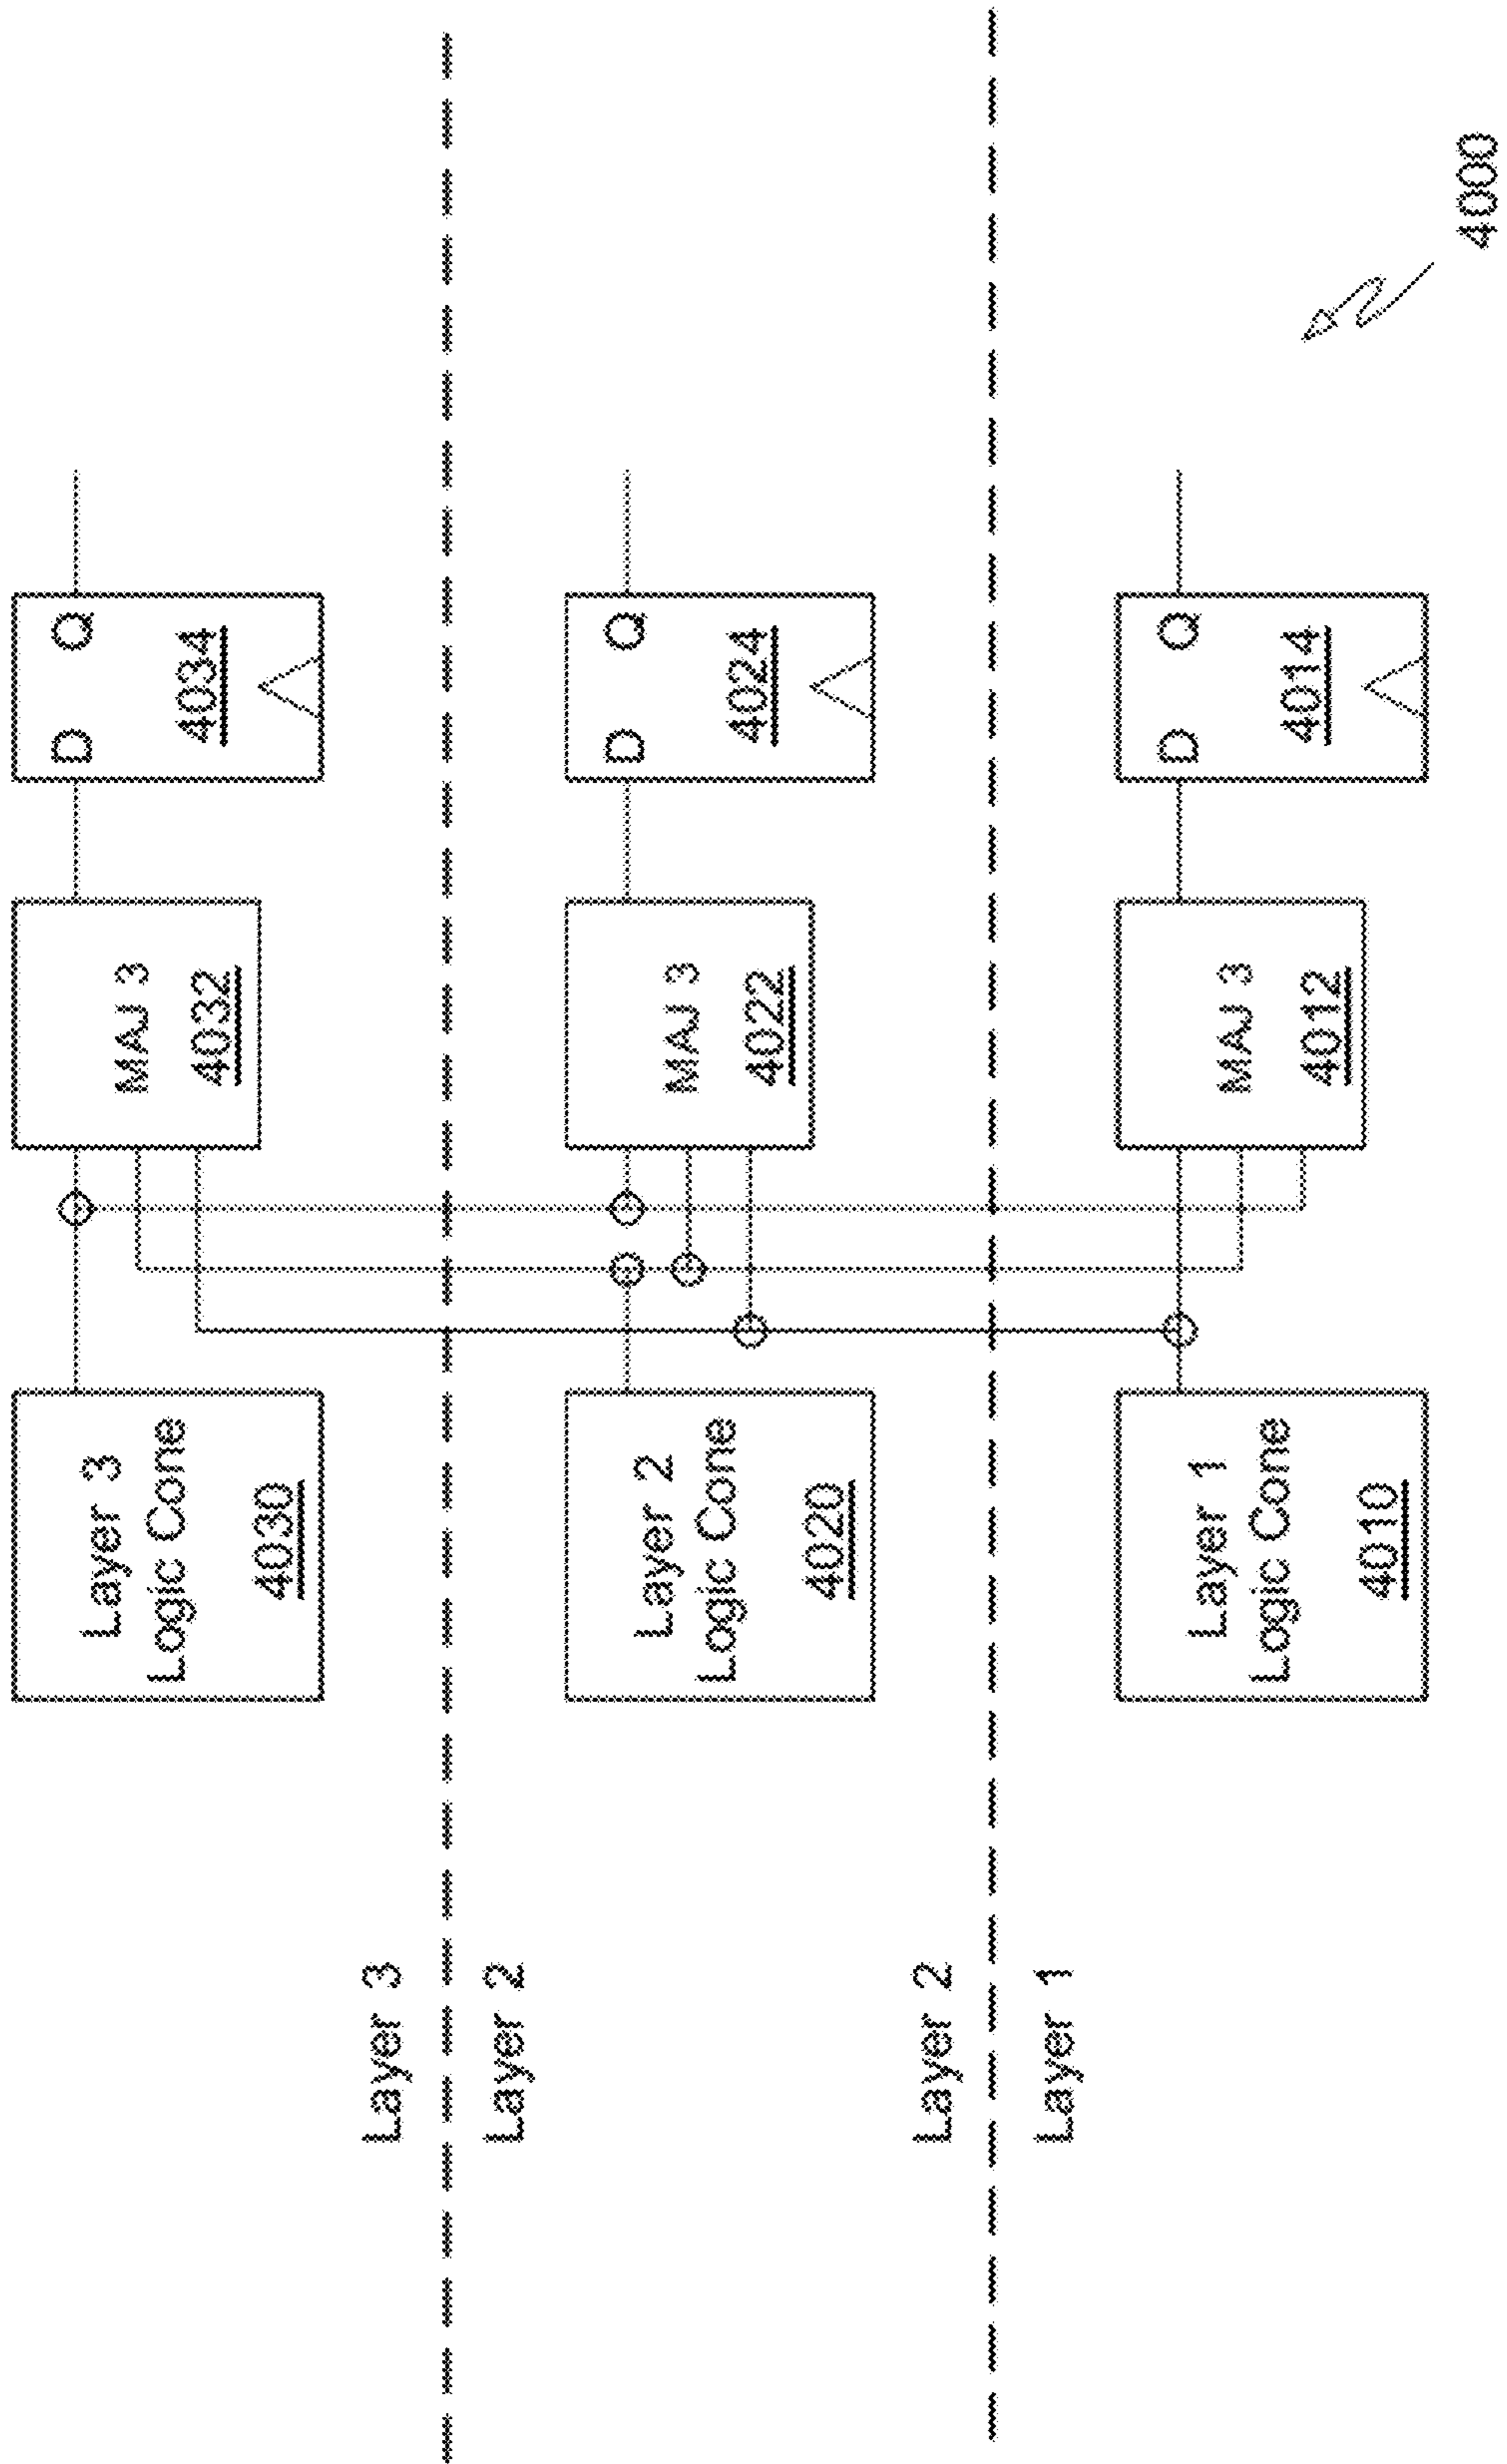 Layer 3
Logic Cone
4030
MAJ 3
4032
D Q
4034
Layer 3
Layer 2
Layer 2
Logic Cone
4020
MAJ 3
4022
D Q
4024
Layer 2
Layer 1
Layer 1
Logic Cone
4010
MAJ 3
4012
D Q
4014
4000